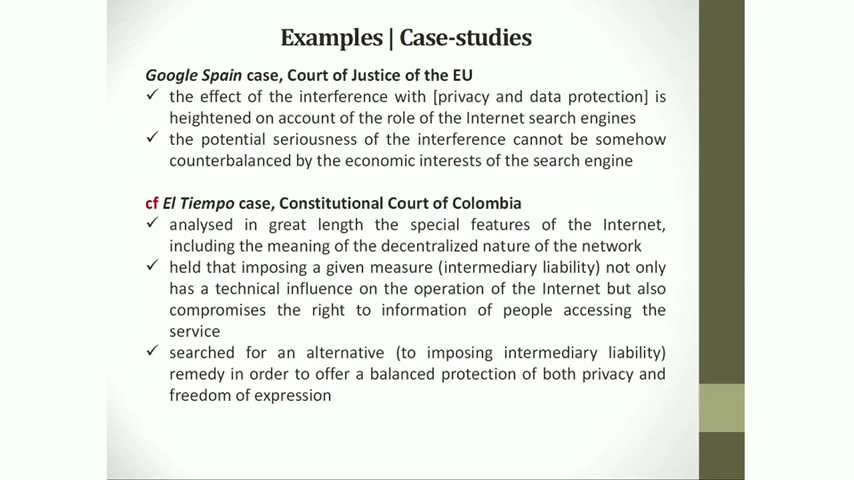 Examples | Case-studies
Google Spain case, Court of Justice of the EU
✓ the effect of the interference with [privacy and data protection] is
heightened on account of the role of the Internet search engines
✓ the potential seriousness of the interference cannot be somehow
counterbalanced by the economic interests of the search engine
cf El Tiempo case, Constitutional Court of Colombia
✓ analysed in great length the special features of the Internet,
including the meaning of the decentralized nature of the network
✓ held that imposing a given measure (intermediary liability) not only
has a technical influence on the operation of the Internet but also
compromises the right to information of people accessing the
service
✓ searched for an alternative (to imposing intermediary liability)
remedy in order to offer a balanced protection of both privacy and
freedom of expression